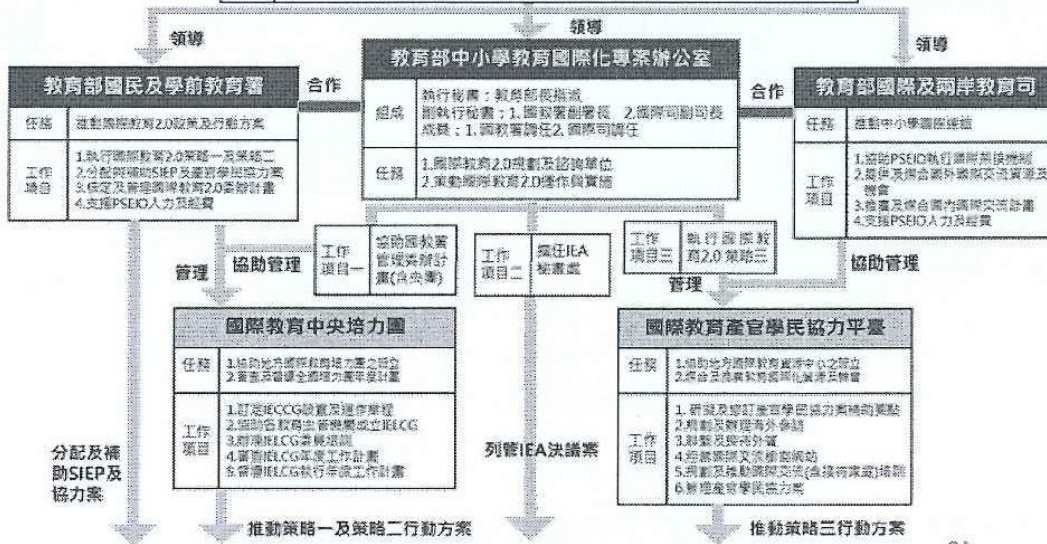 領導
領導
領導
教育部國民及學前教育署
任務
推動國際教育2.0政策及行動方案
工作
項目
1.執行國際教育2.0策略一及策略二
2.分配與補助SIEP及產官學民協力案
3.核定及管理國際教育2.0委辦計畫
4.支援PSEIO人力及經費
合作
教育部中小學教育國際化專案辦公室
組成
執行秘書：教育部長指派
副執行秘書：1.國教署副署長 2.國際司副司長
成員：1.國教署調任2.國際司調任
任務
1.國際教育2.0規劃及諮詢單位
2.策動國際教育2.0運作與實施
合作
教育部國際及兩岸教育司
任務
推動中小學國際連結
工作
項目
1.協助PSEIO執行國際架接機制
2.提供及媒合國外國際交流資源及
機會
3.推查及媒合國內國際交流計畫
4.支援PSEIO人力及經費
工作
項目一
協助國教署
管理委辦計
畫(含央團)
工作
項目二
擔任IEA
秘書處
工作
項目三
執行國際教
育2.0策略三
管理
協助管理
管理
協助管理
國際教育中央培力團
任務
1.協助地方國際教育培力團之設立
2.審查及督導全國培力團年度計畫
工作
項目
1.訂定IECCG設置及運作章程
2.協助各教育主管機關成立IELCG
3.辦理IELCG委員培訓
4.審查IELCG年度工作計畫
5.督導IELCG執行年度工作計畫
國際教育產官學民協力平臺
任務
1.協助地方國際教育資源中心之設立
2.媒合及推廣教育國際化資源及機會
工作
項目
1.研擬及修訂產官學民協力案補助要點
2.規劃及辦理海外參訪
3.聯繫及接待外賓
4.經營國際交流櫥窗網站
5.規劃及推動國際交流(含接待家庭)培訓
6.管理產官學民協力案
分配及補
助SIEP及
協力案
列管IEA決議案
推動策略一及策略二行動方案
推動策略三行動方案